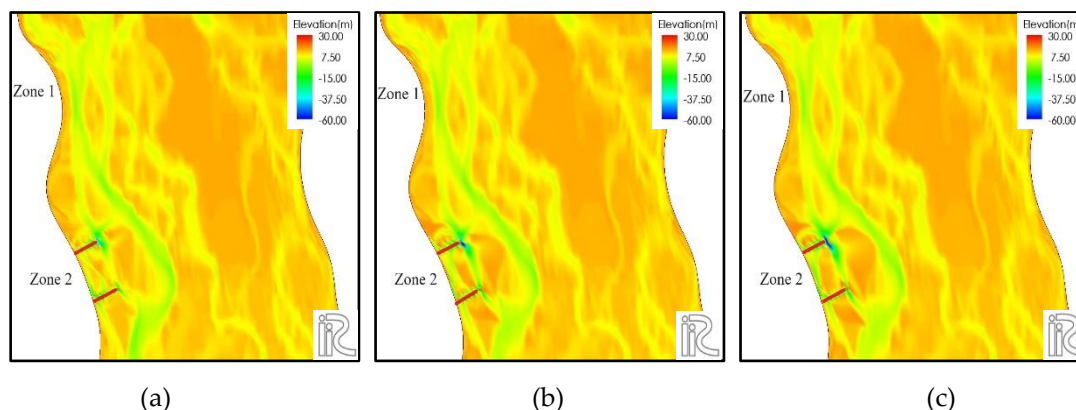 Elevation(m)
30.00
7.50
-15.00
-37.50
-60.00
Zone 1
Zone 2
Elevation(m)
30.00
7.50
-15.00
-37.50
-60.00
Zone 1
Zone 2
Elevation(m)
30.00
7.50
-15.00
-37.50
-60.00
Zone 1
Zone 2
iRIC
(a)
(b)
(c)